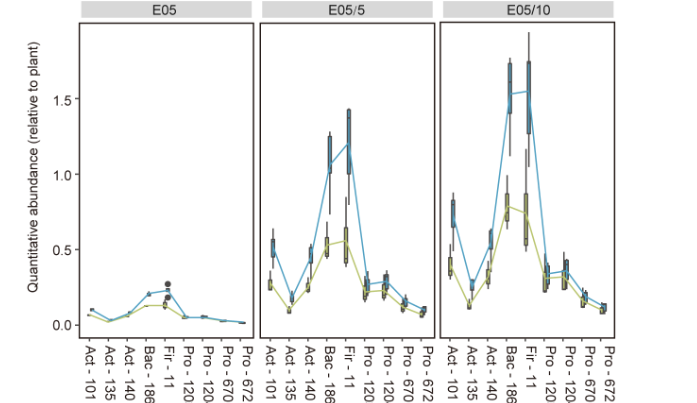 E05
E05/5
E05/10
Quantitative abundance (relative to plant)
1.5
1.0
0.5
0.0
Act - 101
Act - 135
Act - 140
Bac - 186
Fir - 11
Pro - 120
Pro - 120
Pro - 670
Pro - 672
Act - 101
Act - 135
Act - 140
Bac - 186
Fir - 11
Pro - 120
Pro - 120
Pro - 670
Pro - 672
Act - 101
Act - 135
Act - 140
Bac - 186
Fir - 11
Pro - 120
Pro - 120
Pro - 670
Pro - 672